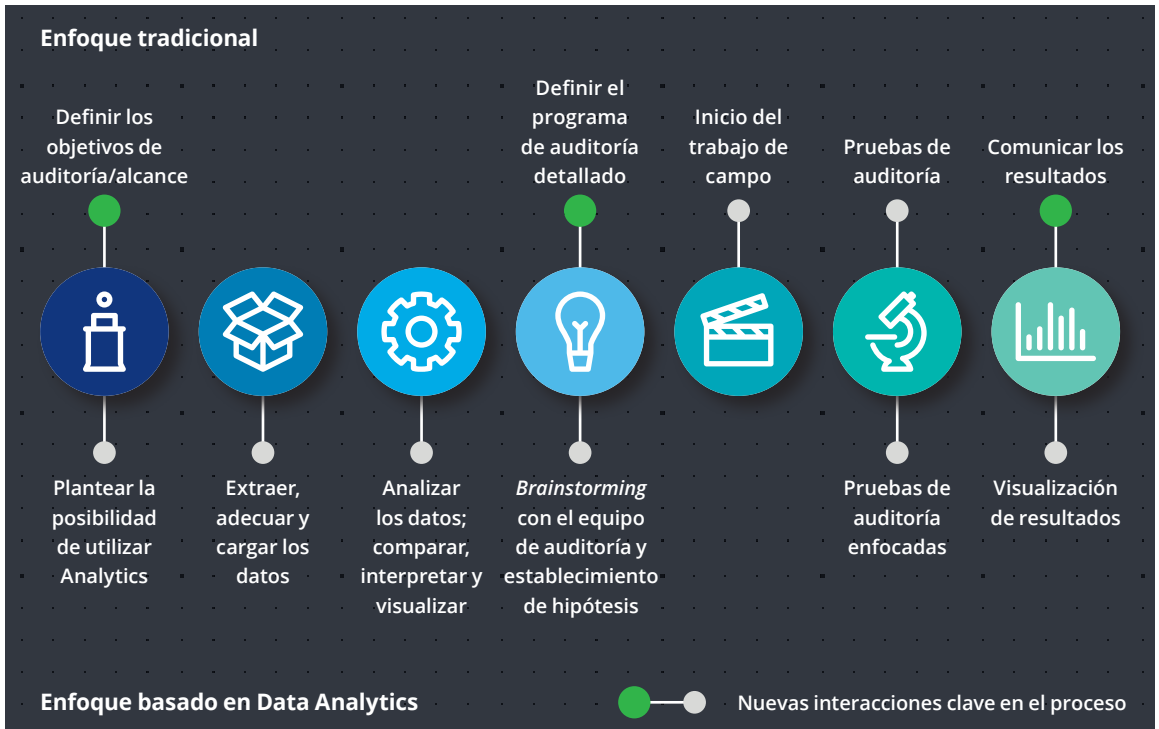 Enfoque tradicional
Definir los
objetivos de
auditoría/alcance
Definir el
programa
de auditoría
detallado
Inicio del
trabajo de
campo
Pruebas de
auditoría
Comunicar los
resultados
Plantear la
posibilidad
de utilizar
Analytics
Extraer,
adecuar y
cargar los
datos
Analizar
los datos;
comparar,
interpretar y
visualizar
Brainstorming
con el equipo
de auditoría y
establecimiento
de hipótesis
Pruebas de
auditoría
enfocadas
Visualización
de resultados
Enfoque basado en Data Analytics
Nuevas interacciones clave en el proceso